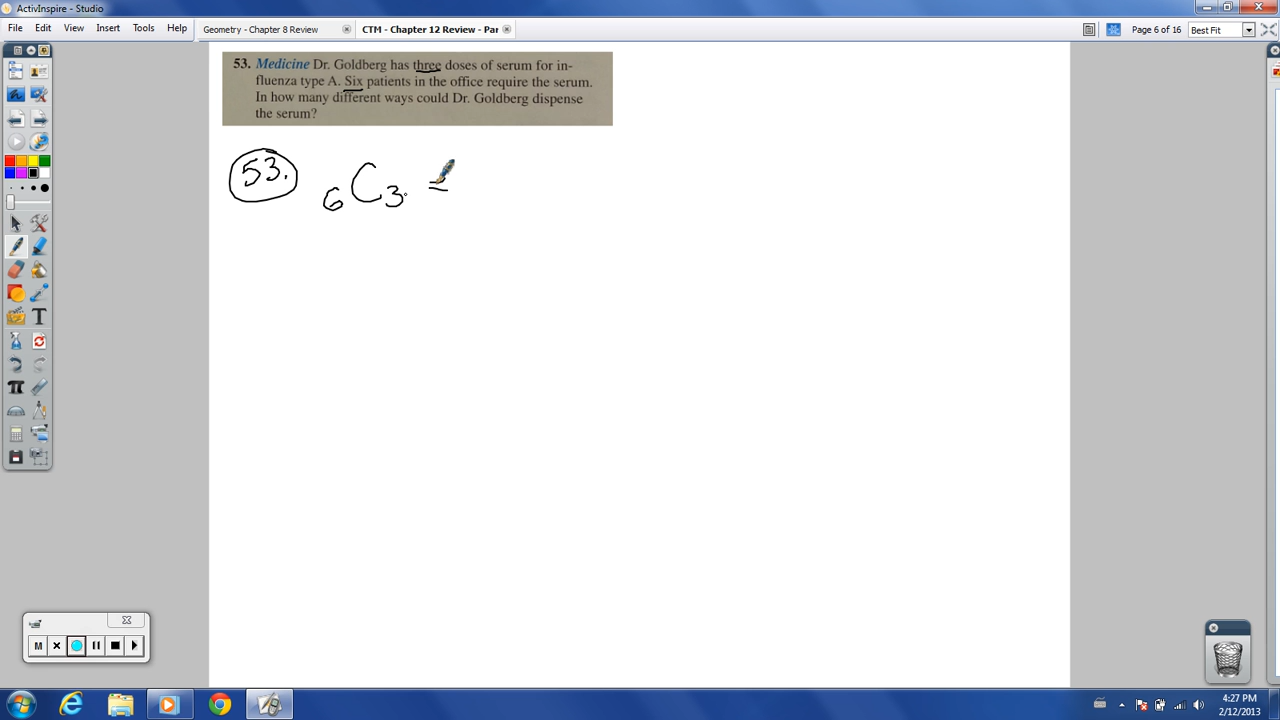 ActivInspire - Studio
File Edit View Insert Tools Help
Geometry - Chapter 8 Review
CTM - Chapter 12 Review - Par
Page 6 of 16
Best Fit
53. Medicine Dr. Goldberg has three doses of serum for in-
fluenza type A. Six patients in the office require the serum.
In how many different ways could Dr. Goldberg dispense
the serum?
53. 6C3 =
M
4:27 PM
2/12/2013